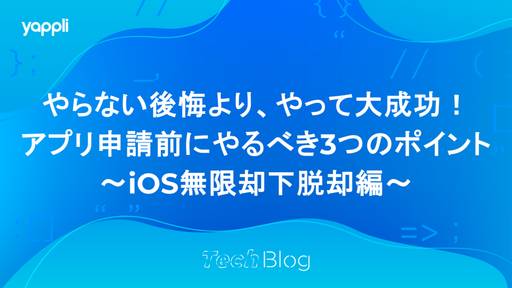 yappli
やらない後悔より、やって大成功！
アプリ申請前にやるべき3つのポイント
〜iOS無限却下脱却編〜
Tech Blog